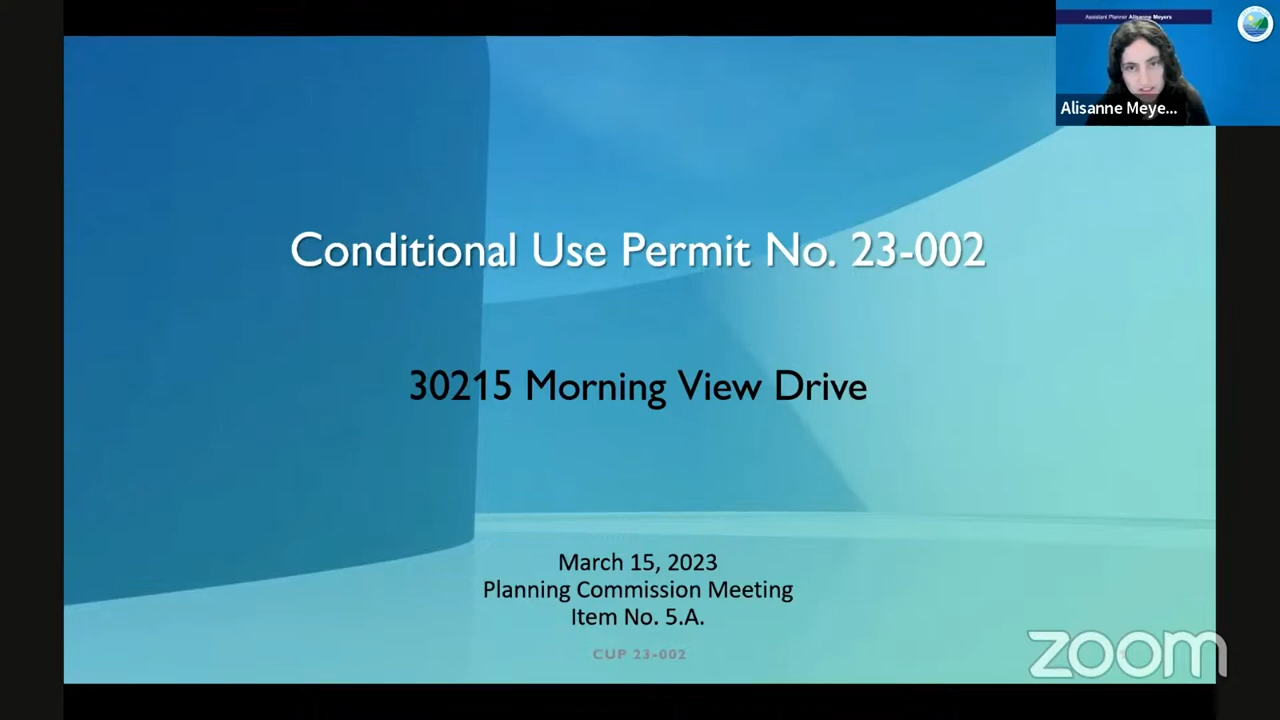 Assistant Planner Alisanne Meyers
Alisanne Meye...
Conditional Use Permit No. 23-002
30215 Morning View Drive
March 15, 2023
Planning Commission Meeting
Item No. 5.A.
CUP 23-002
zoom